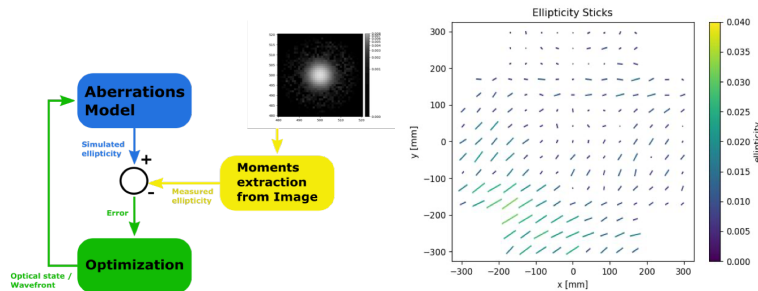 Aberrations
Model
Simulated
ellipticity
+
-
Measured
ellipticity
Moments
extraction
from Image
Error
Optimization
Optical state /
Wavefront
Ellipticity Sticks
y [mm]
300
200
100
0
−100
−200
−300
−300
−200
−100
0
100
200
300
x [mm]
0.040
0.035
0.030
0.025
0.020
0.015
0.010
0.005
0.000
ellipticity